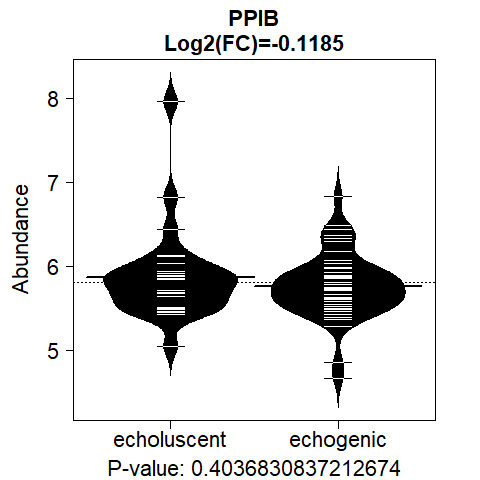 PPIB
Log2(FC)=-0.1185
8
7
6
5
Abundance
echoluscent echogenic
P-value: 0.4036830837212674